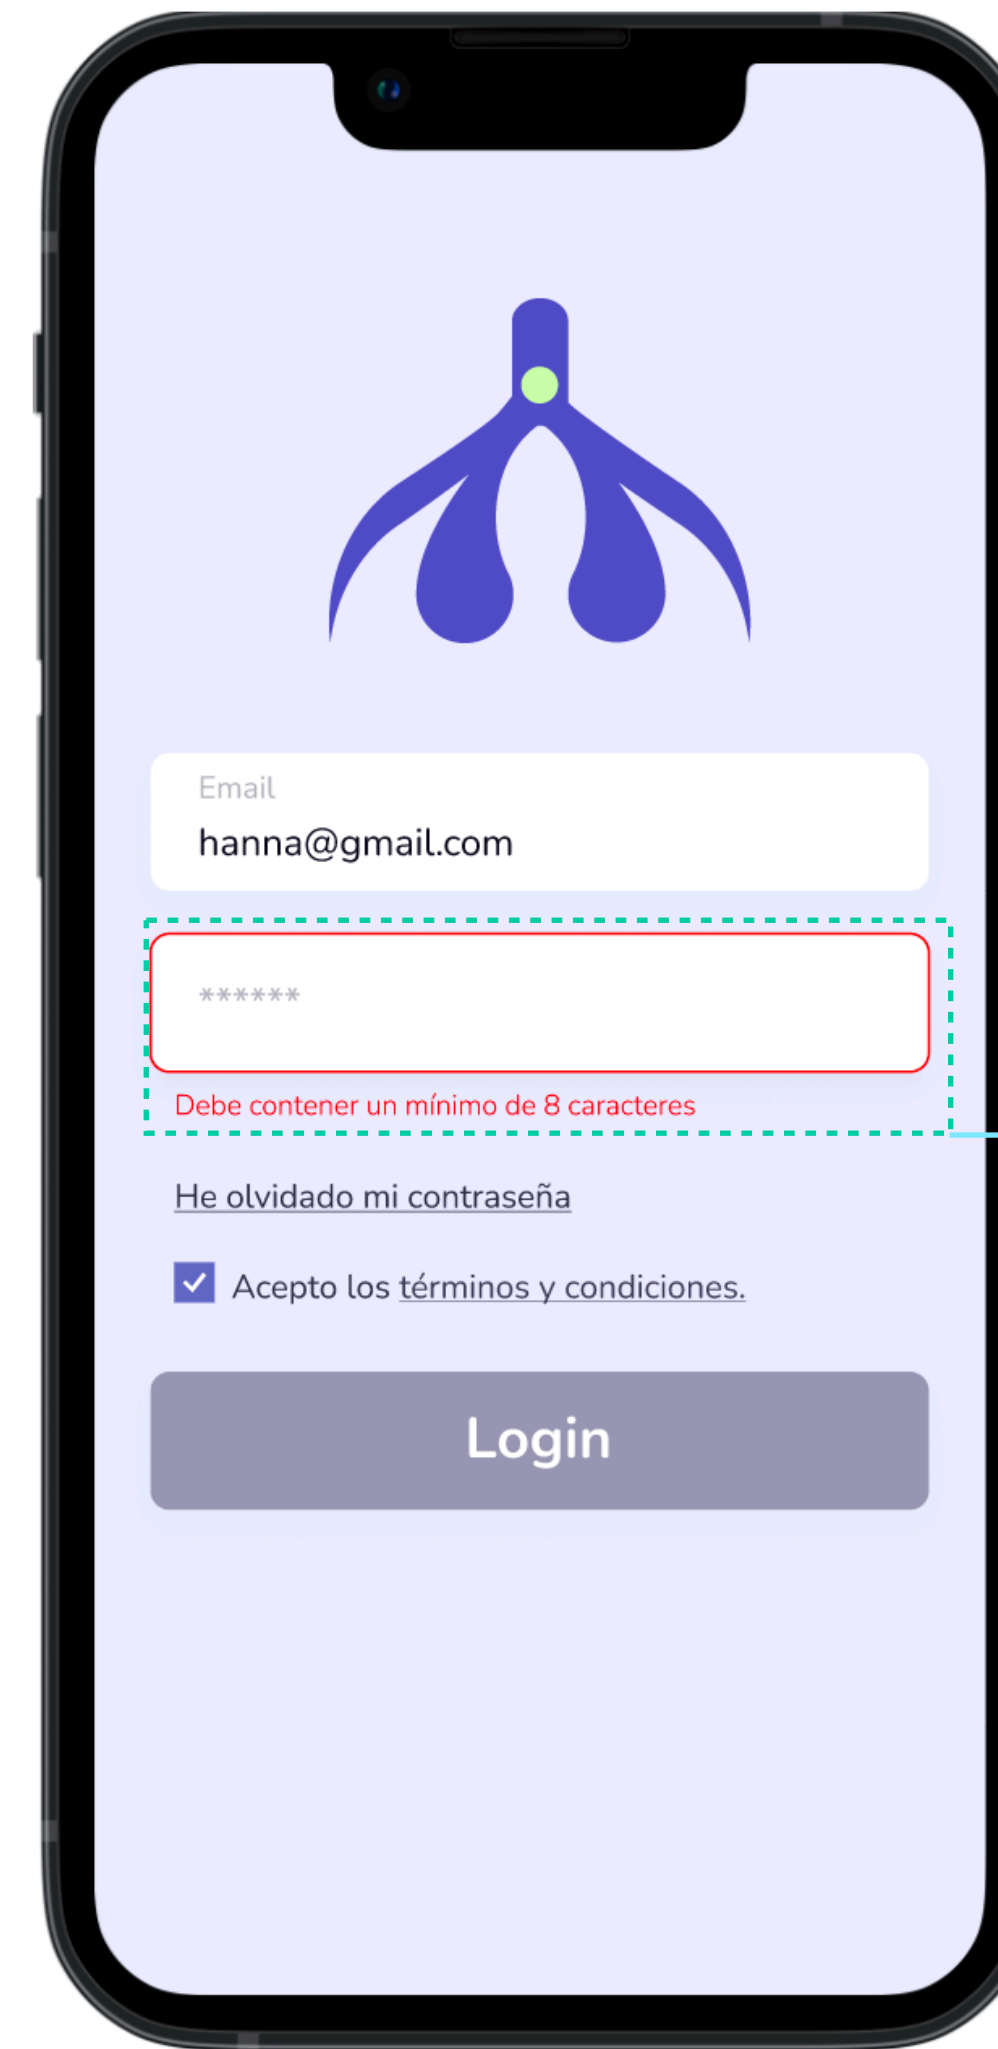 Email
hanna@gmail.com
******
Debe contener un mínimo de 8 caracteres
He olvidado mi contraseña
Acepto los términos y condiciones.
Login